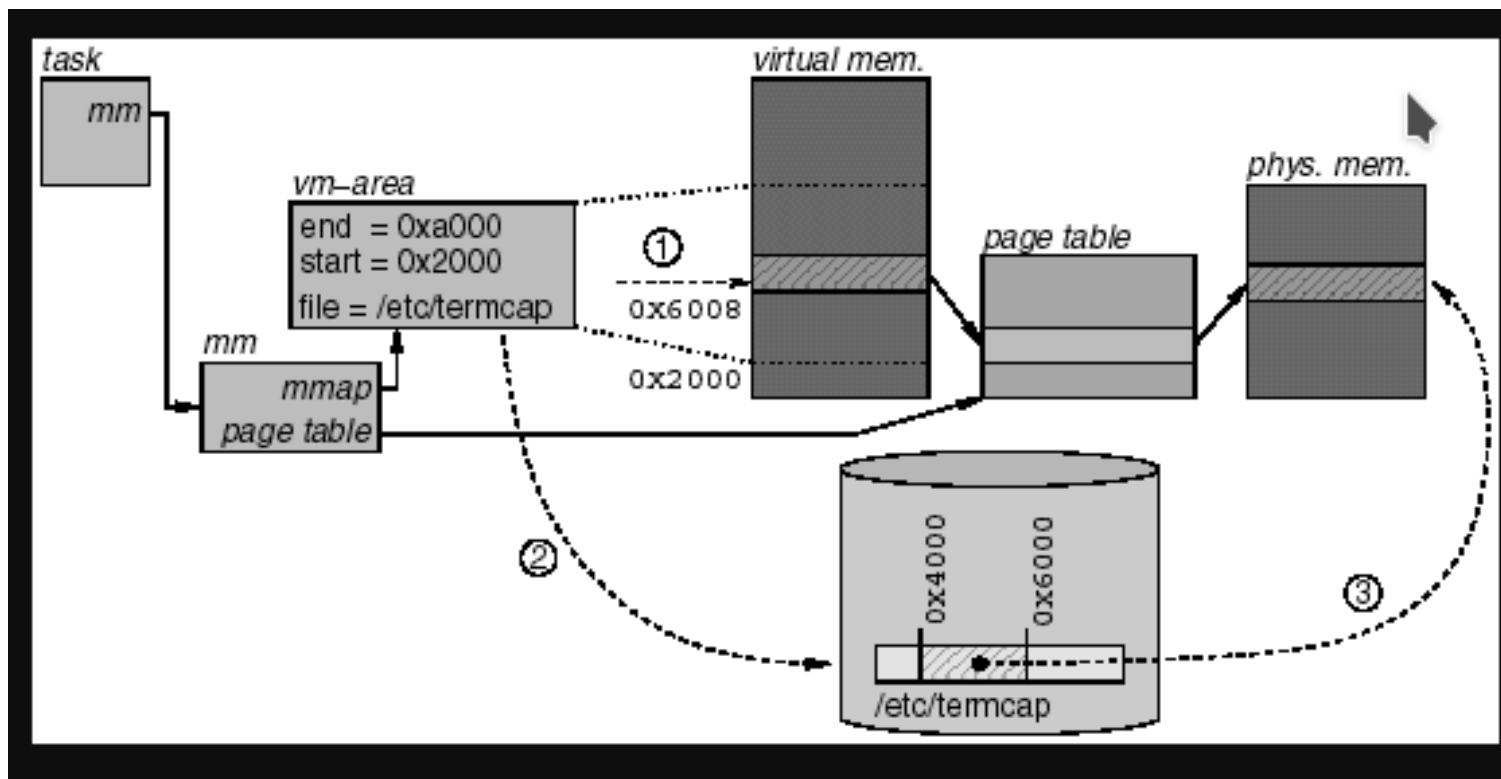 task
mm
vm–area
end = 0xa000
start = 0x2000
file = /etc/termcap
mm
mmap
page table
virtual mem.
1
0x6008
0x2000
page table
phys. mem.
2
0x4000
0x6000
/etc/termcap
3